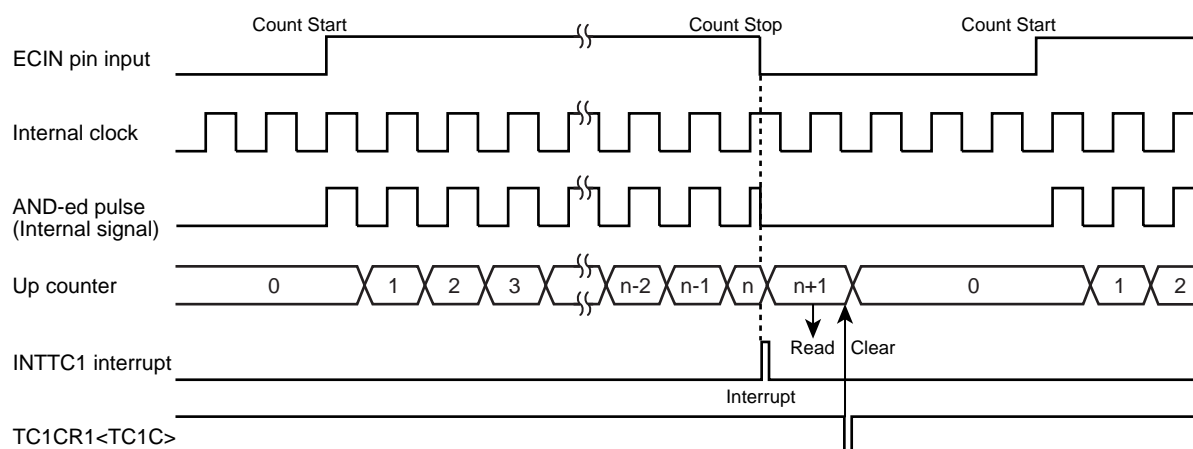 Count Start Count Stop Count Start
ECIN pin input
Internal clock
AND-ed pulse
(Internal signal)
Up counter 0 1 2 3 n-2 n-1 n n+1 0 1 2
Read Clear
INTTC1 interrupt
Interrupt
TC1CR1<TC1C>